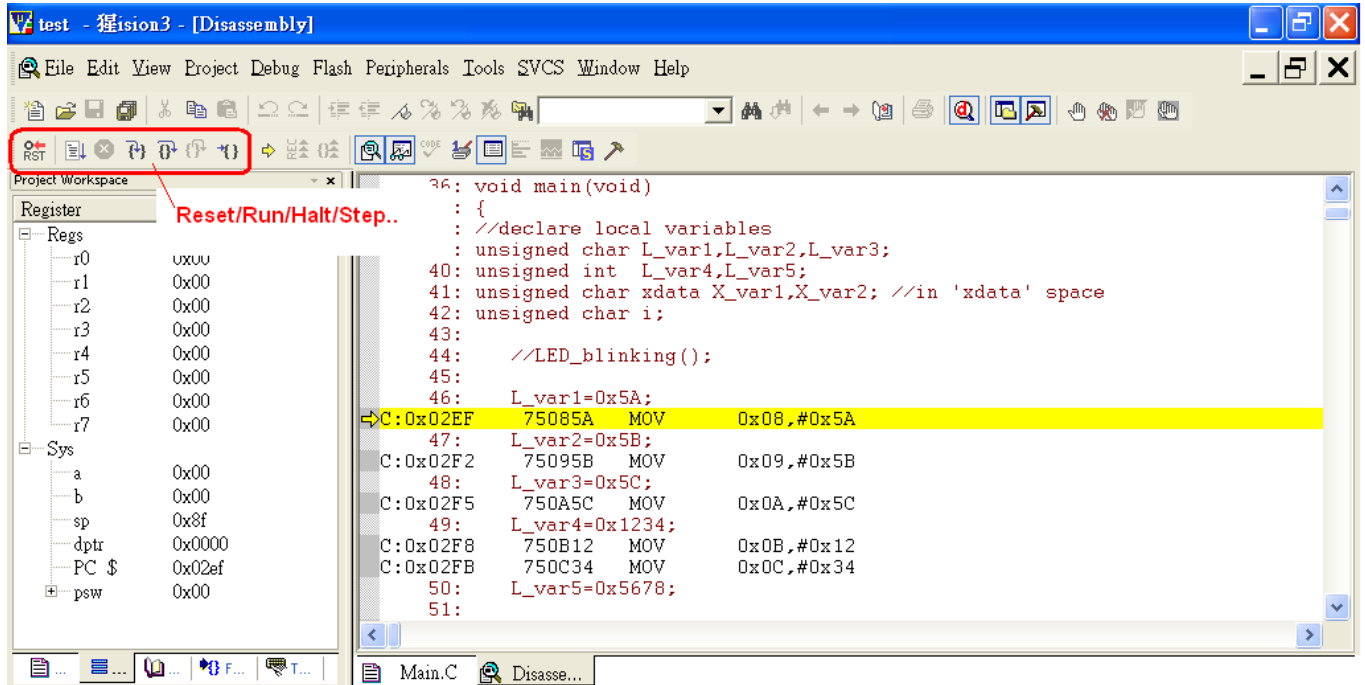 test - 猩ision3 - [Disassembly]
File Edit View Project Debug Flash Peripherals Tools SVCS Window Help
RST
CODE
Project Workspace
Register
Reset/Run/Halt/Step..
Regs
r0 0x00
r1 0x00
r2 0x00
r3 0x00
r4 0x00
r5 0x00
r6 0x00
r7 0x00
Sys
a 0x00
b 0x00
sp 0x8f
dptr 0x0000
PC $ 0x02ef
psw 0x00
... ... ... F... T...
36: void main(void)
: {
: //declare local variables
: unsigned char L_var1,L_var2,L_var3;
40: unsigned int  L_var4,L_var5;
41: unsigned char xdata X_var1,X_var2; //in 'xdata' space
42: unsigned char i;
43:
44: //LED_blinking();
45:
46: L_var1=0x5A;
C:0x02EF 75085A MOV 0x08,#0x5A
47: L_var2=0x5B;
C:0x02F2 75095B MOV 0x09,#0x5B
48: L_var3=0x5C;
C:0x02F5 750A5C MOV 0x0A,#0x5C
49: L_var4=0x1234;
C:0x02F8 750B12 MOV 0x0B,#0x12
C:0x02FB 750C34 MOV 0x0C,#0x34
50: L_var5=0x5678;
51:
Main.C Disasse...